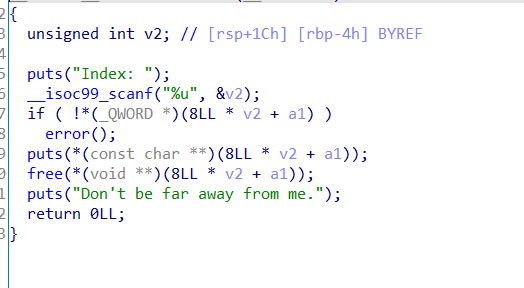 2 {
3 unsigned int v2; // [rsp+1Ch] [rbp-4h] BYREF
4
5 puts("Index: ");
6 __isoc99_scanf("%u", &v2);
7 if ( !*(_QWORD *)(8LL * v2 + a1) )
8 error();
9 puts(*(const char **)(8LL * v2 + a1));
0 free(*(void **)(8LL * v2 + a1));
1 puts("Don't be far away from me.");
2 return 0LL;
3 }